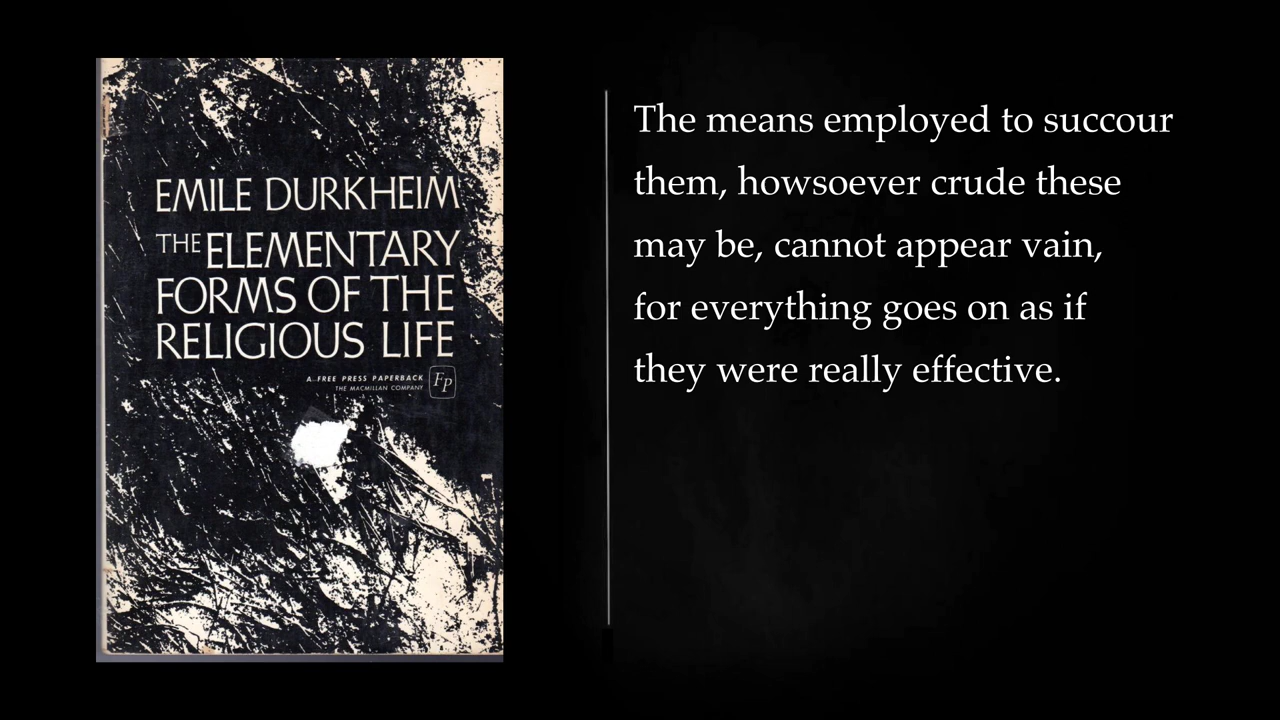 EMILE DURKHEIM
THE ELEMENTARY
FORMS OF THE
RELIGIOUS LIFE
A FREE PRESS PAPERBACK
THE MACMILLAN COMPANY
FP
The means employed to succour
them, howsoever crude these
may be, cannot appear vain,
for everything goes on as if
they were really effective.